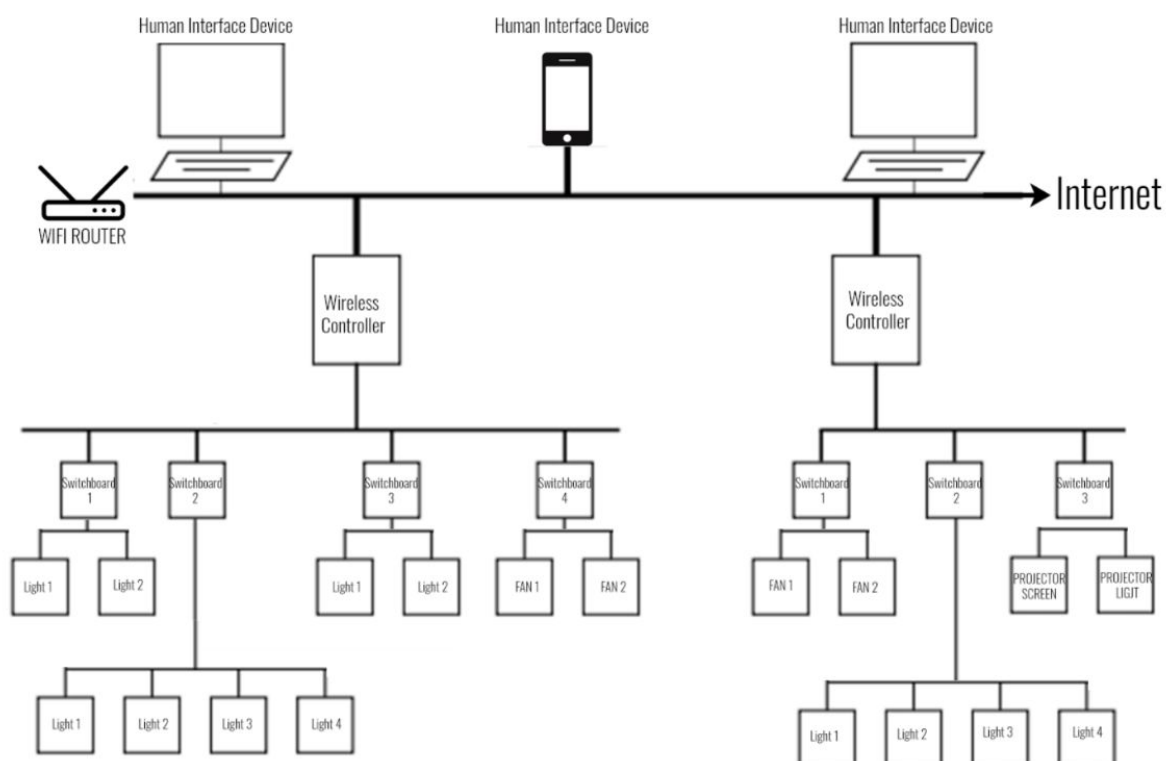 Human Interface Device
Human Interface Device
Human Interface Device
WIFI ROUTER
Internet
Wireless
Controller
Wireless
Controller
Switchboard
1
Switchboard
2
Switchboard
3
Switchboard
4
Switchboard
1
Switchboard
2
Switchboard
3
Light 1
Light 2
Light 1
Light 2
FAN 1
FAN 2
FAN 1
FAN 2
PROJECTOR
SCREEN
PROJECTOR
LIGJT
Light 1
Light 2
Light 3
Light 4
Light 1
Light 2
Light 3
Light 4